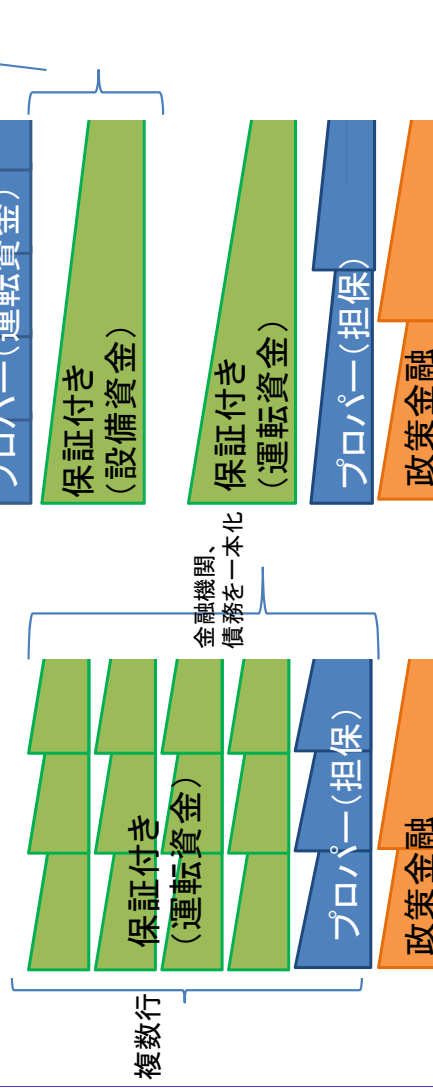 プロパー(運転資金)
保証付き
(設備資金)
保証付き
(運転資金)
プロパー(担保)
政策金融
金融機関、
債務を一本化
保証付き
(運転資金)
プロパー(担保)
政策金融
複数行